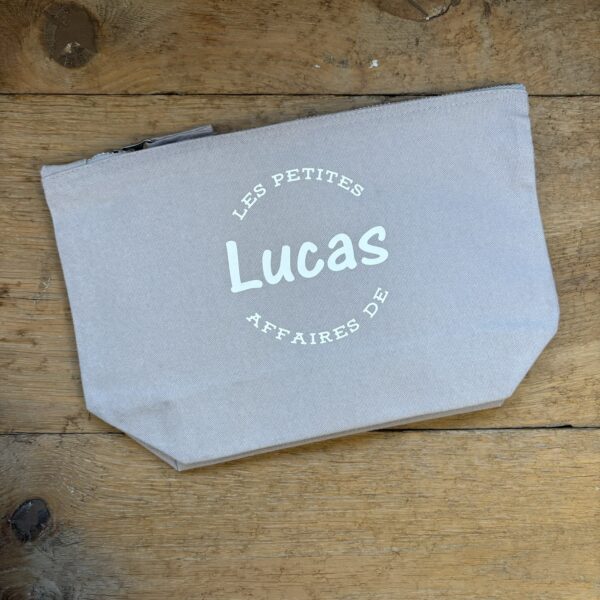 LES PETITES
Lucas
AFFAIRES DE